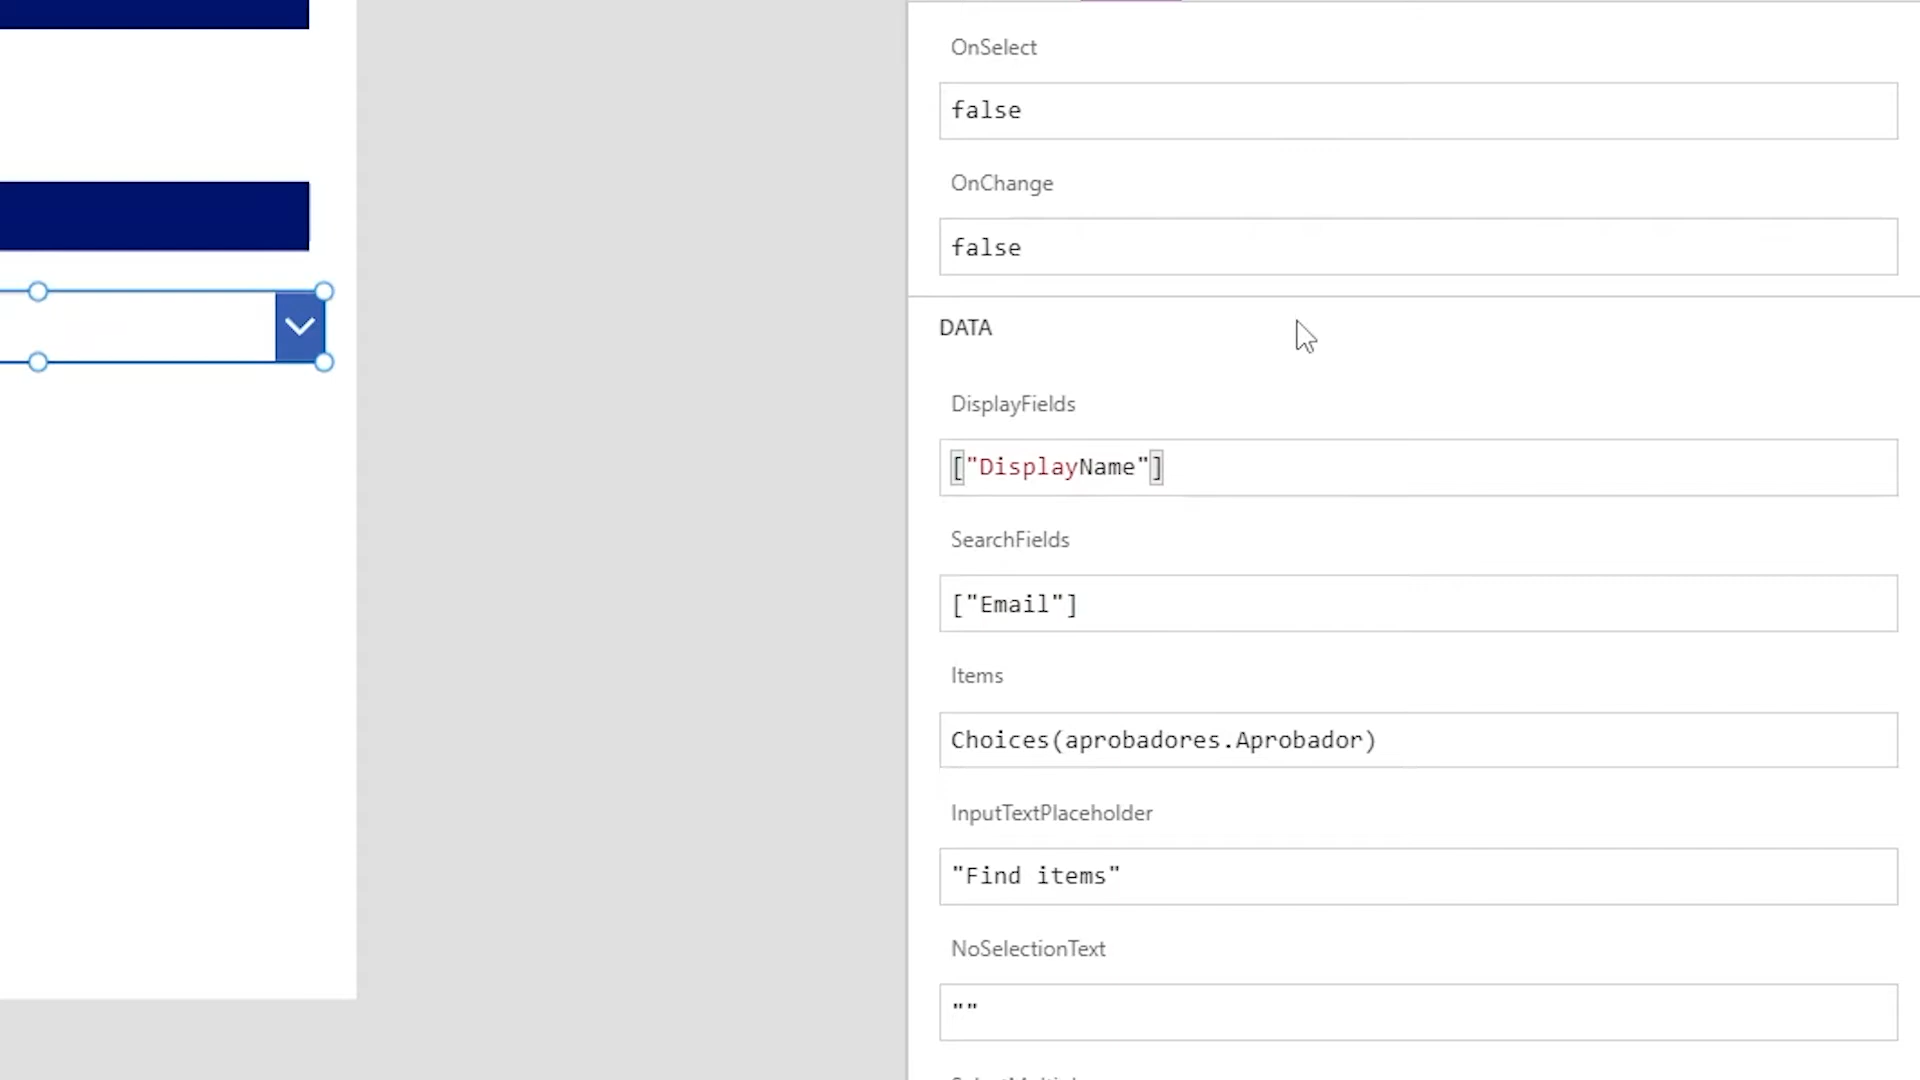 OnSelect
false
OnChange
false
DATA
DisplayFields
["DisplayName"]
SearchFields
["Email"]
Items
Choices(aprobadores.Aprobador)
InputTextPlaceholder
"Find items"
NoSelectionText
""